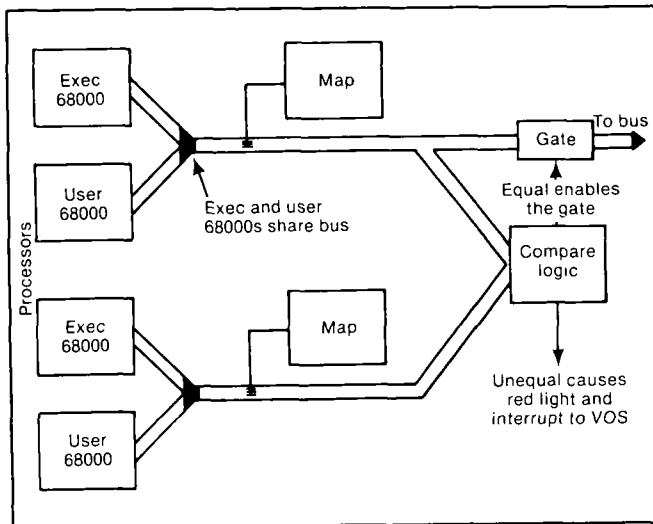 Exec
68000
Map
To bus
Gate
User
68000
Exec and user
68000s share bus
Equal enables
the gate
Compare
logic
Processors
Exec
68000
Map
User
68000
Unequal causes
red light and
interrupt to VOS